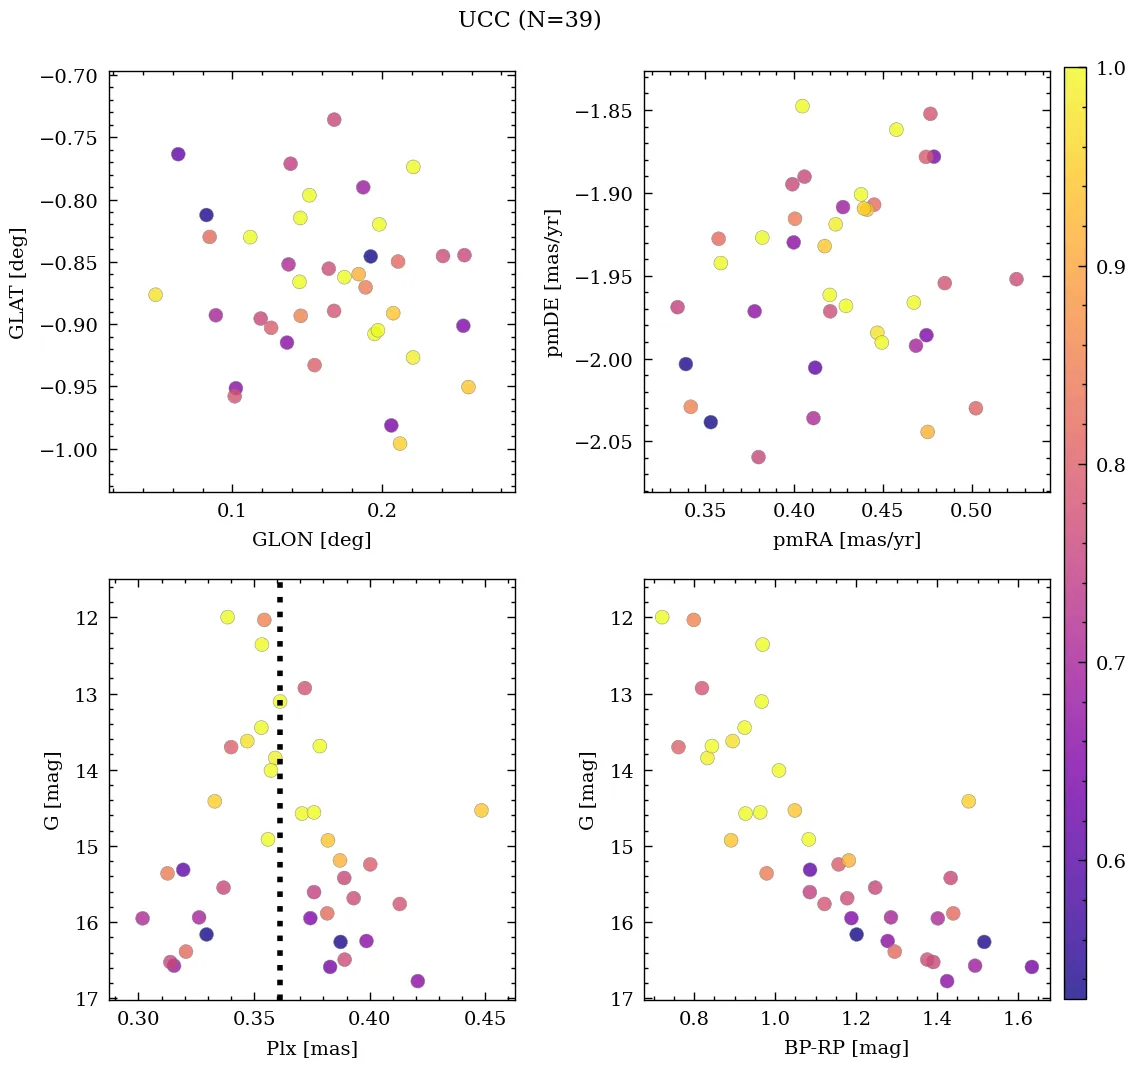 UCC (N=39)
−0.70
−0.75
−0.80
−0.85
−0.90
−0.95
−1.00
GLAT [deg]
0.1 0.2
GLON [deg]
−1.85
−1.90
−1.95
−2.00
−2.05
pmDE [mas/yr]
0.35 0.40 0.45 0.50
pmRA [mas/yr]
12
13
14
15
16
17
G [mag]
0.30 0.35 0.40 0.45
Plx [mas]
12
13
14
15
16
17
G [mag]
0.8 1.0 1.2 1.4 1.6
BP-RP [mag]
1.0
0.9
0.8
0.7
0.6